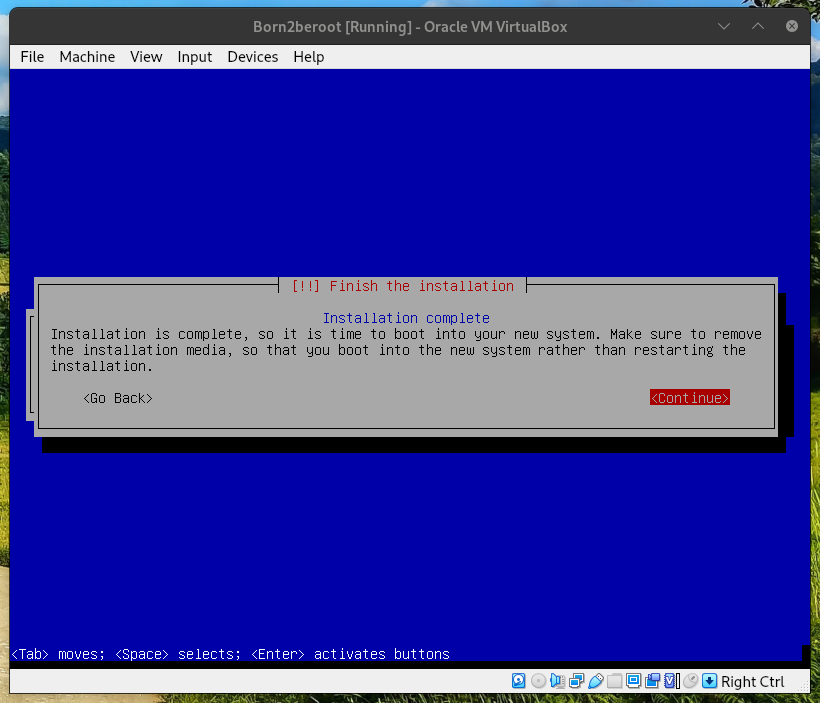 Born2beroot [Running] - Oracle VM VirtualBox
File Machine View Input Devices Help
[!!] Finish the installation
Installation complete
Installation is complete, so it is time to boot into your new system. Make sure to remove
the installation media, so that you boot into the new system rather than restarting the
installation.
<Go Back> <Continue>
<Tab> moves; <Space> selects; <Enter> activates buttons
Right Ctrl